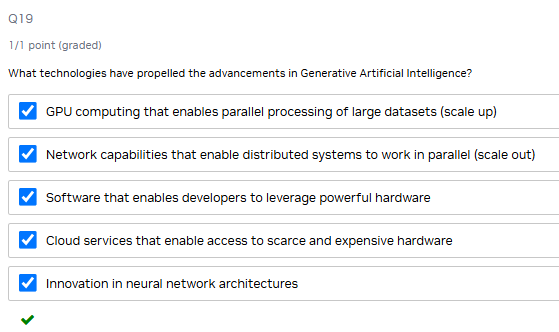 Q19
1/1 point (graded)
What technologies have propelled the advancements in Generative Artificial Intelligence?
GPU computing that enables parallel processing of large datasets (scale up)
Network capabilities that enable distributed systems to work in parallel (scale out)
Software that enables developers to leverage powerful hardware
Cloud services that enable access to scarce and expensive hardware
Innovation in neural network architectures